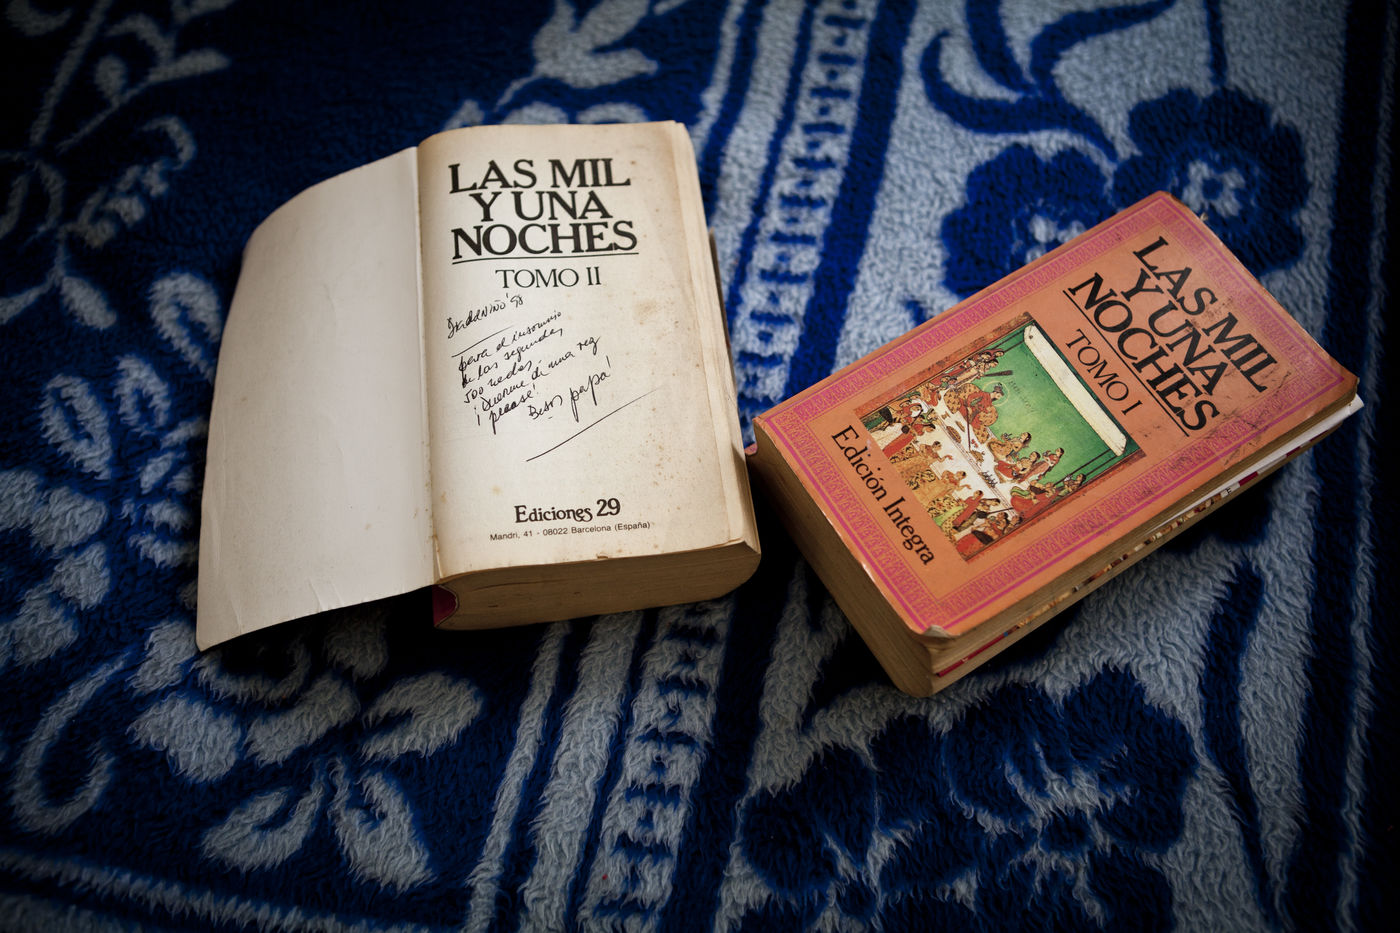 LAS MIL
Y UNA
NOCHES
TOMO II
para el insomnio
de las segundas
500 noches.
¡Duerme di una vez
please!
Besos papá!
Ediciones 29
Mandri, 41 - 08022 Barcelona (España)
LAS MIL
Y UNA
NOCHES
TOMO I
Edición Integra